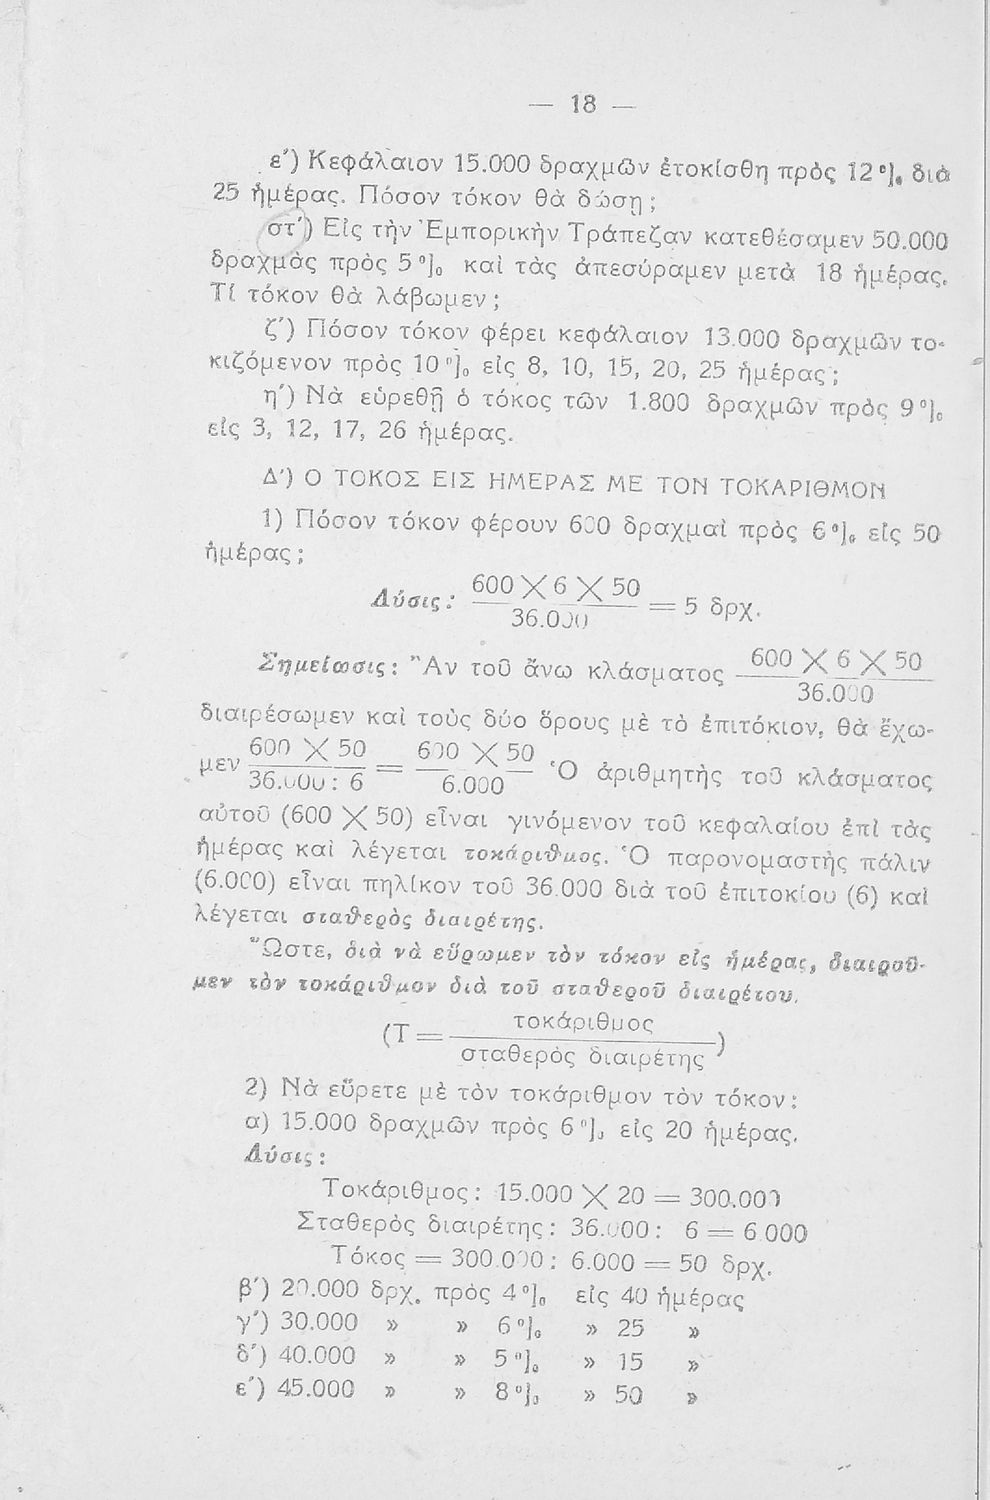 — 18 —
ε΄) Κεφάλαιον 15.000 δραχμῶν ἐτοκίσθη πρὸς 12 %, διὰ
25 ἡμέρας. Πόσον τόκον θὰ δώσῃ;
στ΄) Εἰς τὴν Ἐμπορικὴν Τράπεζαν κατεθέσαμεν 50.000
δραχμὰς πρὸς 5 % καὶ τὰς ἀπεσύραμεν μετὰ 18 ἡμέρας.
Τί τόκον θὰ λάβωμεν;
ζ΄) Πόσον τόκον φέρει κεφάλαιον 13.000 δραχμῶν το-
κιζόμενον πρὸς 10 % εἰς 8, 10, 15, 20, 25 ἡμέρας;
η΄) Νὰ εὑρεθῇ ὁ τόκος τῶν 1.800 δραχμῶν πρὸς 9 %
εἰς 3, 12, 17, 26 ἡμέρας.
Δ΄) Ο ΤΟΚΟΣ ΕΙΣ ΗΜΕΡΑΣ ΜΕ ΤΟΝ ΤΟΚΑΡΙΘΜΟΝ
1) Πόσον τόκον φέρουν 600 δραχμαὶ πρὸς 6 % εἰς 50
ἡμέρας;
Λύσις: 600 Χ 6 Χ 50 / 36.000 = 5 δρχ.
Σημείωσις: Ἂν τοῦ ἄνω κλάσματος 600 Χ 6 Χ 50 / 36.000
διαιρέσωμεν καὶ τοὺς δύο ὅρους μὲ τὸ ἐπιτόκιον, θὰ ἔχω-
μεν 600 Χ 50 / 36.000 : 6 = 600 Χ 50 / 6.000 Ὁ ἀριθμητὴς τοῦ κλάσματος
αὐτοῦ (600 Χ 50) εἶναι γινόμενον τοῦ κεφαλαίου ἐπὶ τὰς
ἡμέρας καὶ λέγεται τοκάριθμος. Ὁ παρονομαστὴς πάλιν
(6.000) εἶναι πηλίκον τοῦ 36.000 διὰ τοῦ ἐπιτοκίου (6) καὶ
λέγεται σταθερὸς διαιρέτης.
Ὥστε, διὰ νὰ εὕρωμεν τὸν τόκον εἰς ἡμέρας, διαιροῦ-
μεν τὸν τοκάριθμον διὰ τοῦ σταθεροῦ διαιρέτου.
(Τ = τοκάριθμος / σταθερὸς διαιρέτης)
2) Νὰ εὕρετε μὲ τὸν τοκάριθμον τὸν τόκον:
α) 15.000 δραχμῶν πρὸς 6 % εἰς 20 ἡμέρας.
Λύσις:
Τοκάριθμος: 15.000 Χ 20 = 300.000
Σταθερὸς διαιρέτης: 36.000 : 6 = 6.000
Τόκος = 300.000 : 6.000 = 50 δρχ.
β΄) 20.000 δρχ. πρὸς 4 % εἰς 40 ἡμέρας
γ΄) 30.000 » » 6 % » 25 »
δ΄) 40.000 » » 5 % » 15 »
ε΄) 45.000 » » 8 % » 50 »